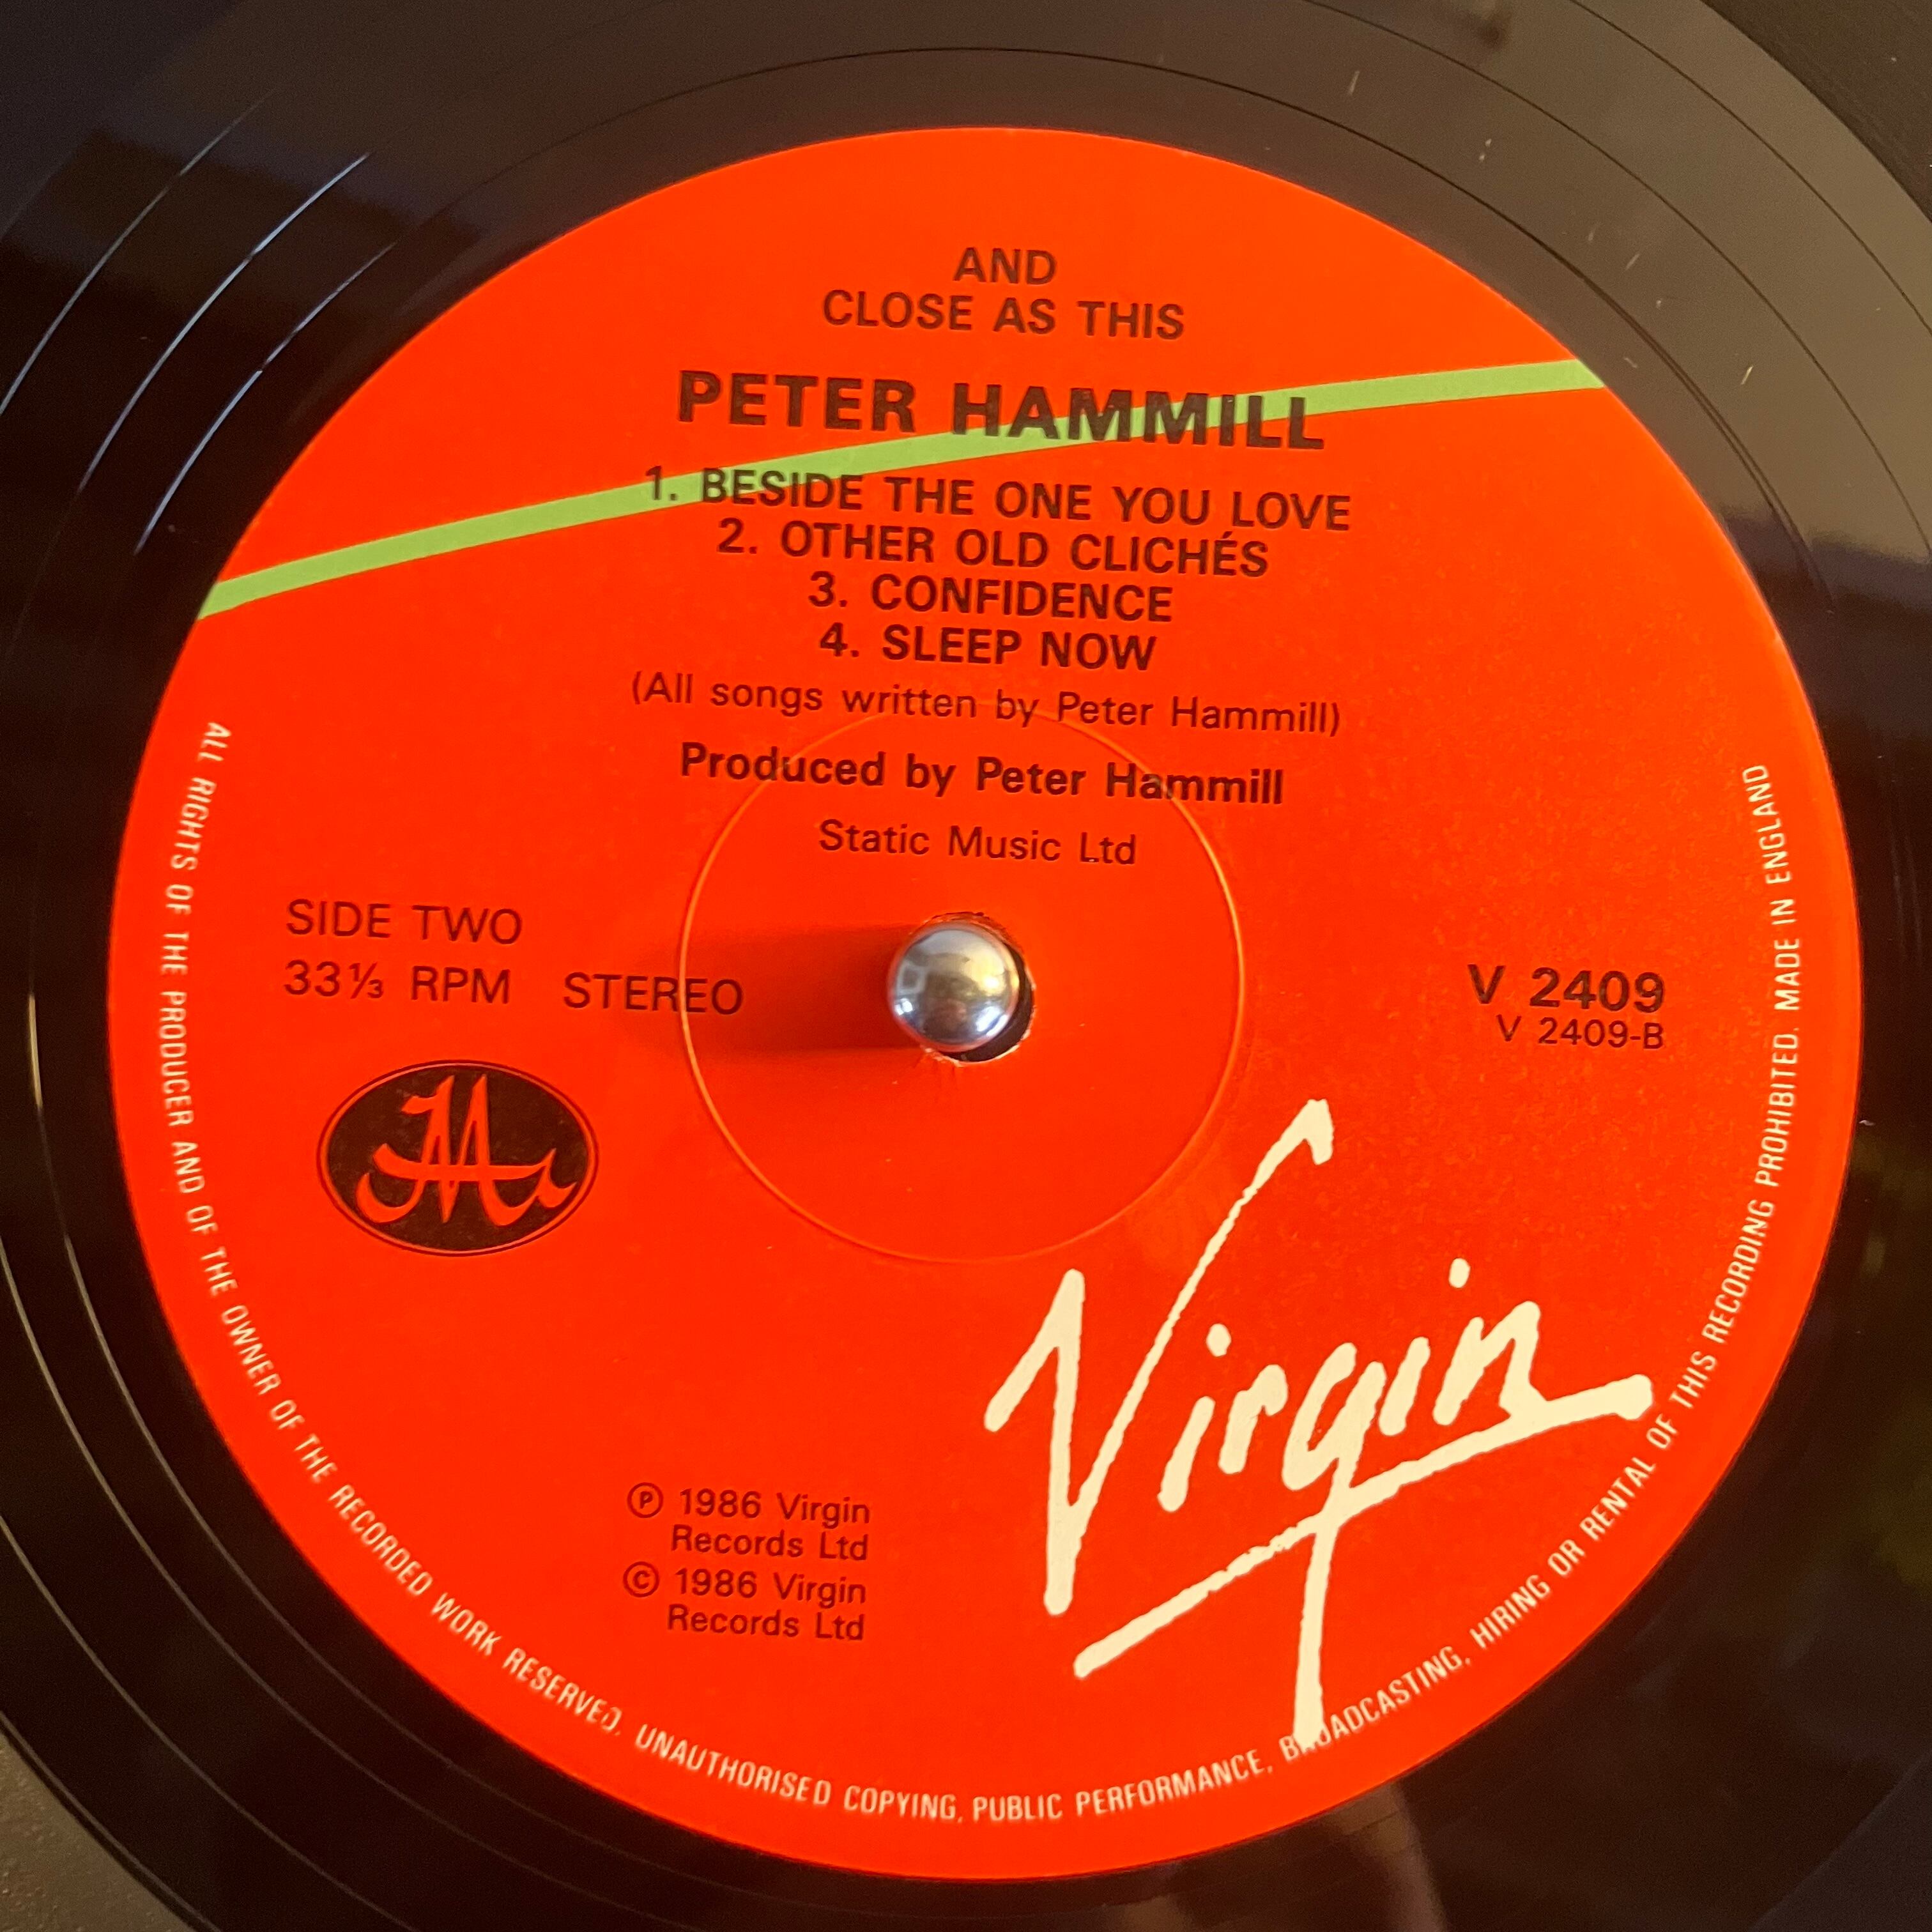 AND
CLOSE AS THIS
PETER HAMMILL
1. BESIDE THE ONE YOU LOVE
2. OTHER OLD CLICHÉS
3. CONFIDENCE
4. SLEEP NOW
(All songs written by Peter Hammill)
Produced by Peter Hammill
Static Music Ltd
SIDE TWO
33⅓ RPM STEREO
V 2409
V 2409-B
Virgin
℗ 1986 Virgin
Records Ltd
© 1986 Virgin
Records Ltd
ALL RIGHTS OF THE PRODUCER AND OF THE OWNER OF THE RECORDED WORK RESERVED. UNAUTHORISED COPYING, PUBLIC PERFORMANCE, BROADCASTING, HIRING OR RENTAL OF THIS RECORDING PROHIBITED. MADE IN ENGLAND